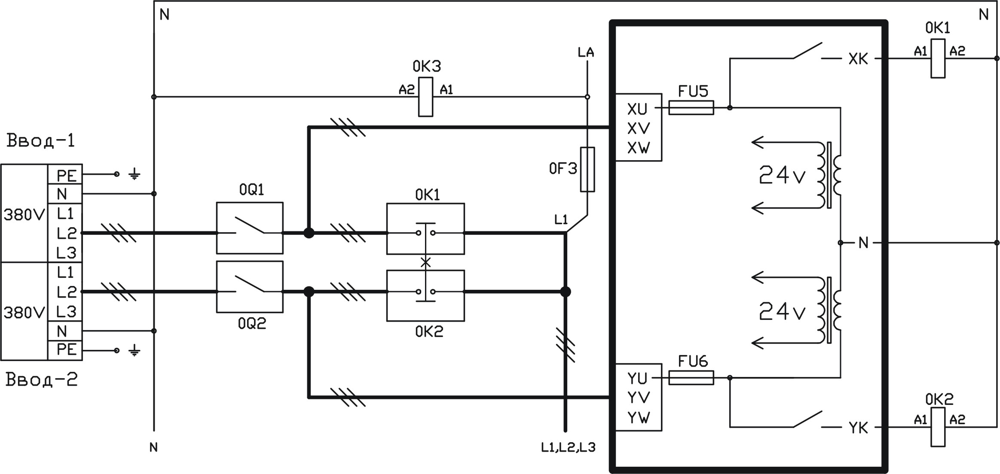 N
N
0K1
A1 A2
XK
LA
0K3
A2 A1
FU5
XU
XV
XW
Ввод-1
0F3
24v
380V
PE
N
L1
L2
L3
0Q1
0K1
L1
N
380V
L1
L2
L3
N
PE
0Q2
0K2
24v
Ввод-2
FU6
YU
YV
YW
0K2
A1 A2
YK
N
L1,L2,L3